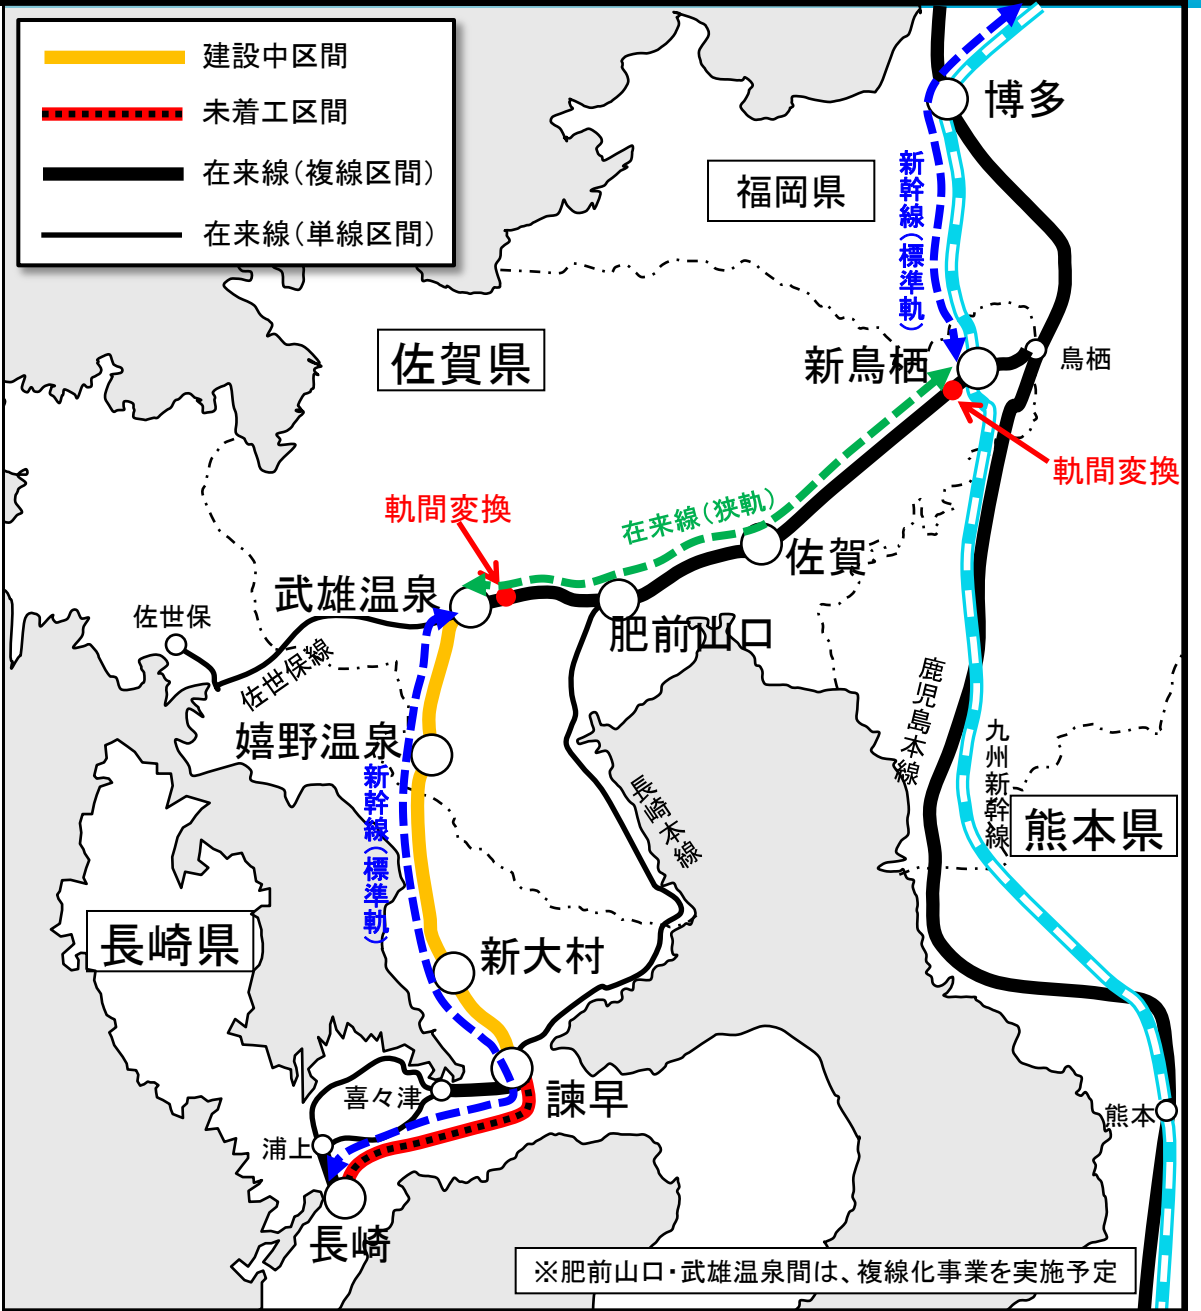 建設中区間
未着工区間
在来線（複線区間）
在来線（単線区間）
博多
福岡県
新幹線（標準軌）
佐賀県
新鳥栖
鳥栖
軌間変換
軌間変換
在来線（狭軌）
佐賀
武雄温泉
肥前山口
佐世保
佐世保線
嬉野温泉
新幹線（標準軌）
長崎本線
鹿児島本線
九州新幹線
熊本県
長崎県
新大村
諫早
喜々津
浦上
長崎
熊本
※肥前山口・武雄温泉間は、複線化事業を実施予定